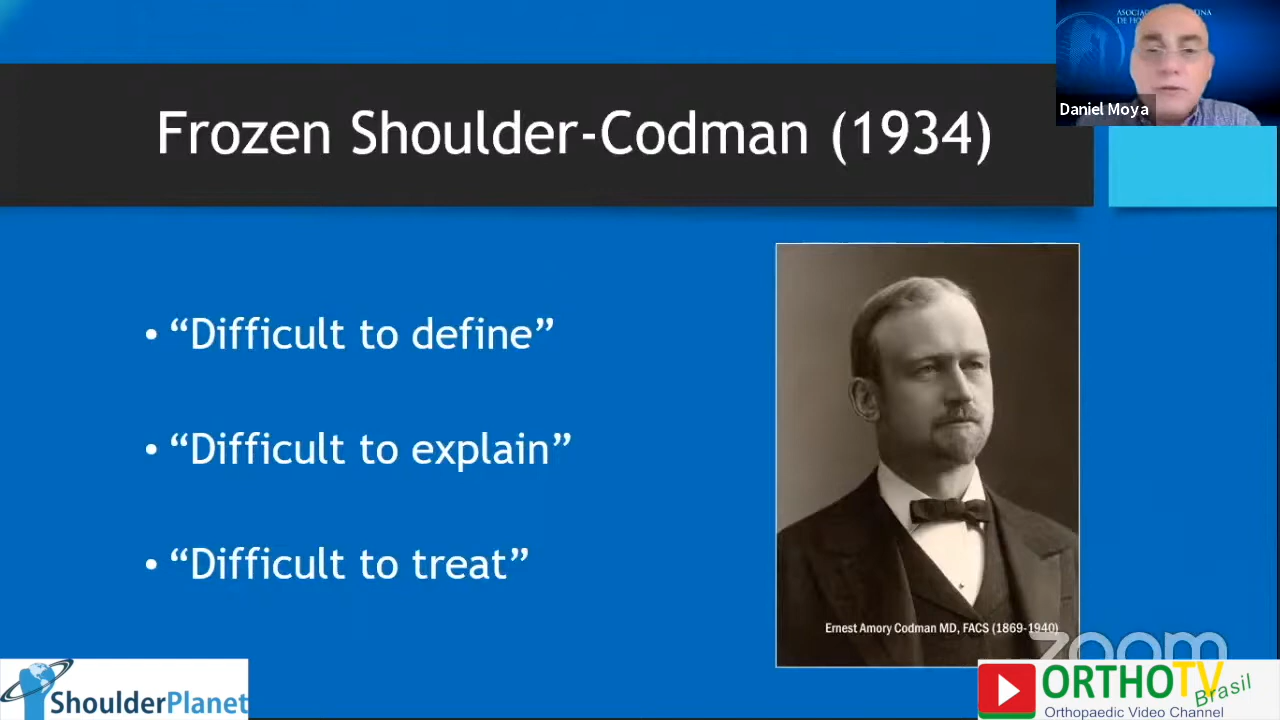 Frozen Shoulder-Codman (1934)
Daniel Moya
• “Difficult to define”
• “Difficult to explain”
• “Difficult to treat”
Ernest Amory Codman MD, FACS (1869-1940)
zoom
ShoulderPlanet
ORTHOTV
Brasil
Orthopaedic Video Channel